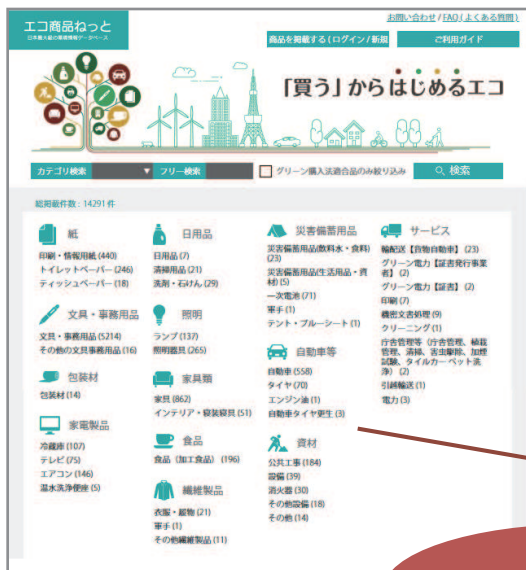 エコ商品ねっと
日本最大級の環境情報データベース
お問い合わせ / FAQ (よくある質問)
商品を掲載する (ログイン / 新規
ご利用ガイド
「買う」からはじめるエコ
カテゴリ検索
フリー検索
グリーン購入法適合品のみ絞り込み
検索
総掲載件数 : 14291 件
紙
印刷・情報用紙 (440)
トイレットペーパー (246)
ティッシュペーパー (18)
文具・事務用品
文具・事務用品 (5214)
その他の文具事務用品 (16)
包装材
包装材 (14)
家電製品
冷蔵庫 (107)
テレビ (75)
エアコン (146)
温水洗浄便座 (5)
日用品
日用品 (7)
清掃用品 (21)
洗剤・石けん (29)
照明
ランプ (137)
照明器具 (265)
家具類
家具 (862)
インテリア・寝装寝具 (51)
食品
食品（加工食品） (196)
繊維製品
衣服・履物 (21)
軍手 (1)
その他繊維製品 (11)
災害備蓄用品
災害備蓄用品(飲料水・食料)
(23)
災害備蓄用品(生活用品・資
材) (5)
一次電池 (71)
軍手 (1)
テント・ブルーシート (1)
自動車等
自動車 (558)
タイヤ (70)
エンジン油 (1)
自動車タイヤ更生 (3)
資材
公共工事 (184)
設備 (39)
消火器 (30)
その他設備 (18)
その他 (14)
サービス
輸配送【貨物自動車】 (23)
グリーン電力【証書発行事業
者】 (2)
グリーン電力【証書】 (2)
印刷 (7)
機密文書処理 (9)
クリーニング (1)
庁舎管理等（庁舎管理、植栽
管理、清掃、害虫駆除、加煙
試験、タイルカーペット洗
浄） (2)
引越輸送 (1)
電力 (3)